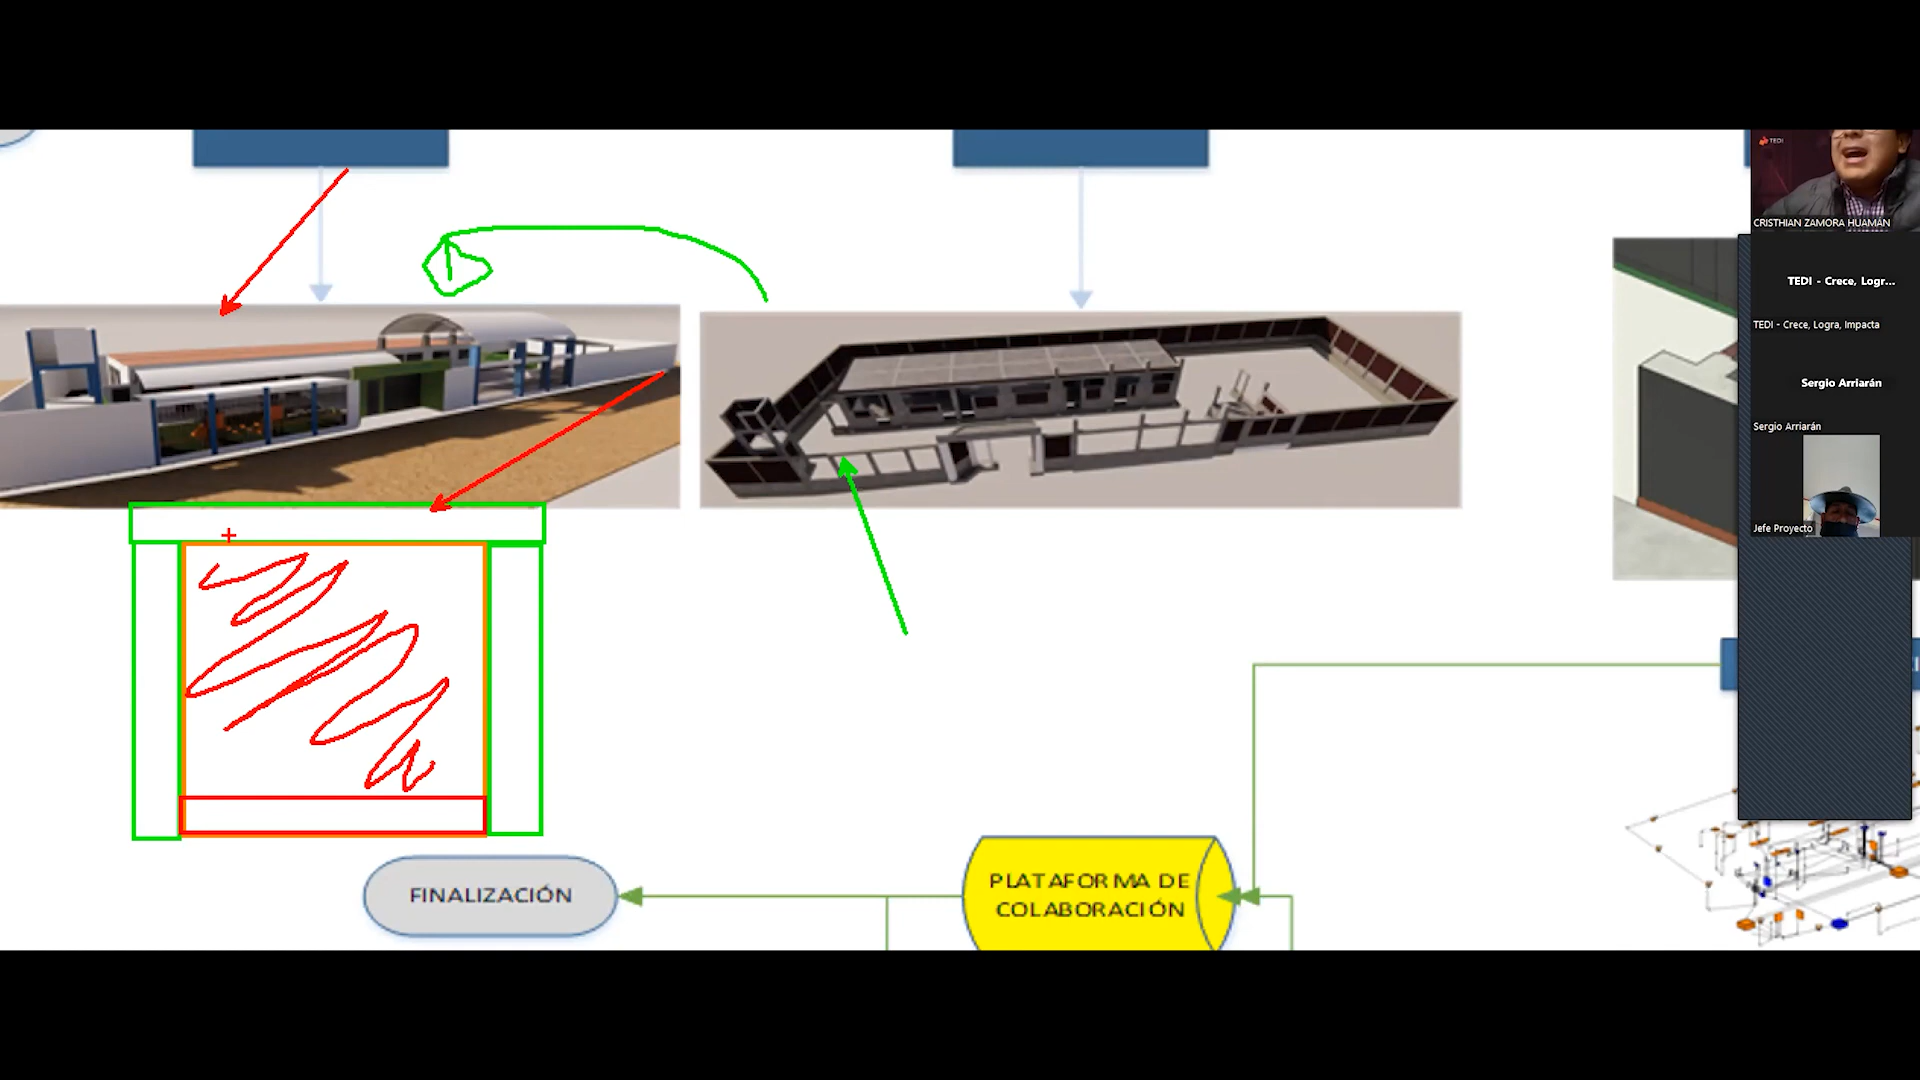 TEDI
CRISTHIAN ZAMORA HUAMÁN
TEDI - Crece, Logr...
TEDI - Crece, Logra, Impacta
Sergio Arriarán
Sergio Arriarán
Jefe Proyecto
FINALIZACIÓN
PLATAFORMA DE
COLABORACIÓN